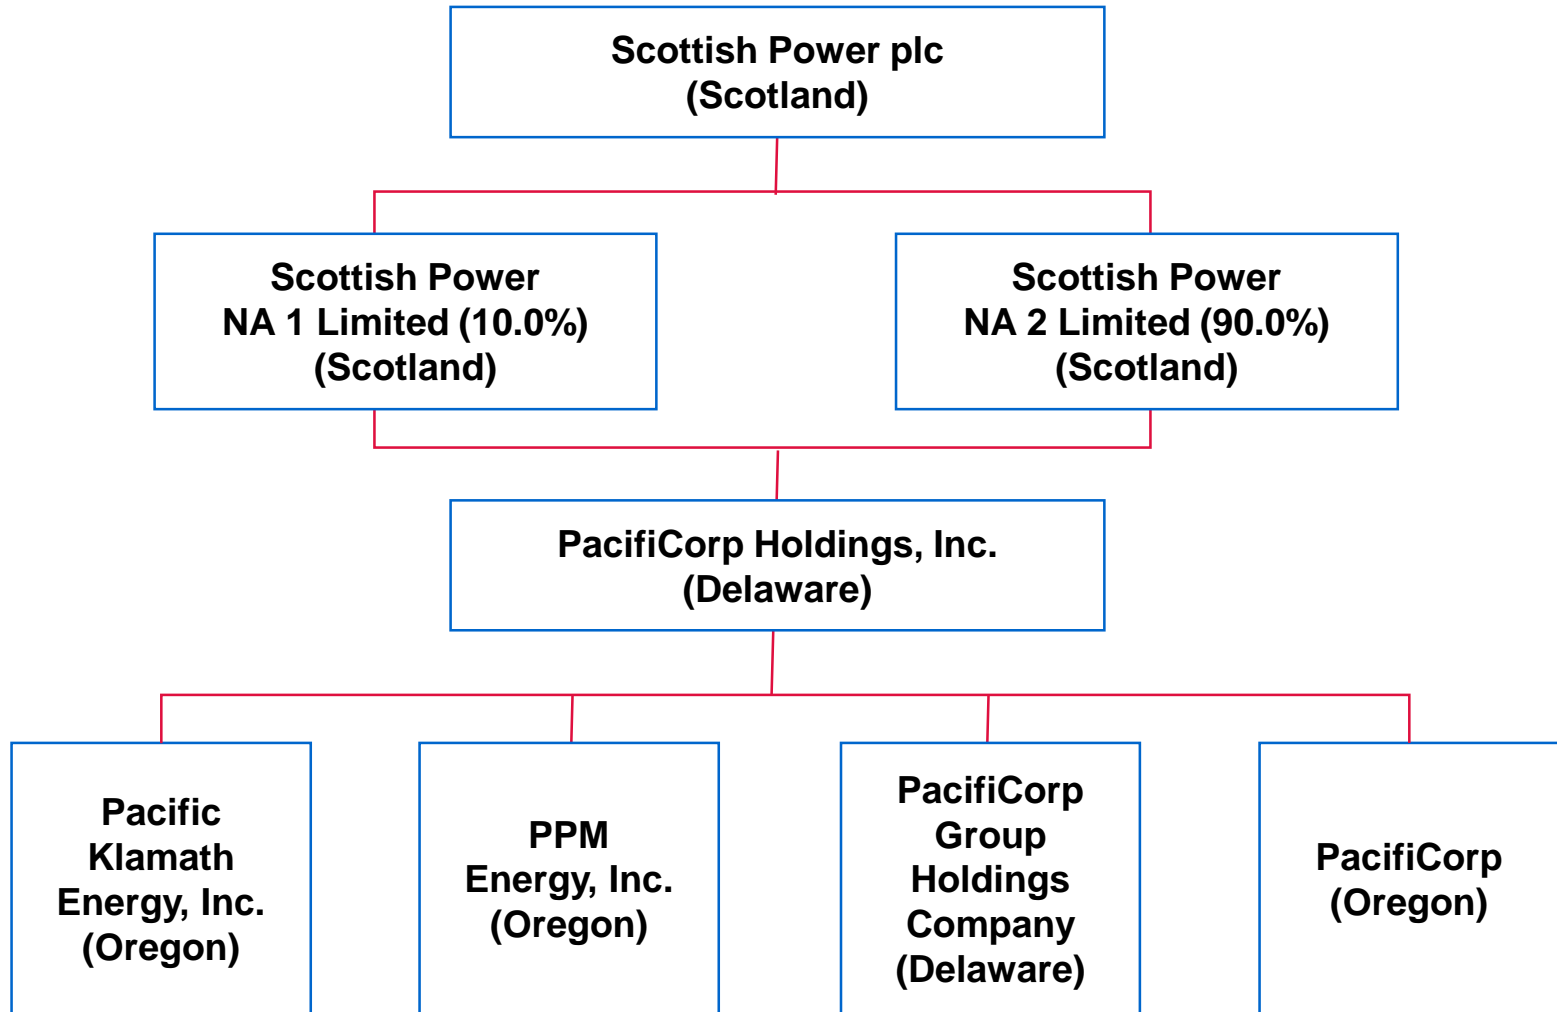 Scottish Power plc
(Scotland)
Scottish Power
NA 1 Limited (10.0%)
(Scotland)
Scottish Power
NA 2 Limited (90.0%)
(Scotland)
PacifiCorp Holdings, Inc.
(Delaware)
Pacific
Klamath
Energy, Inc.
(Oregon)
PPM
Energy, Inc.
(Oregon)
PacifiCorp
Group
Holdings
Company
(Delaware)
PacifiCorp
(Oregon)